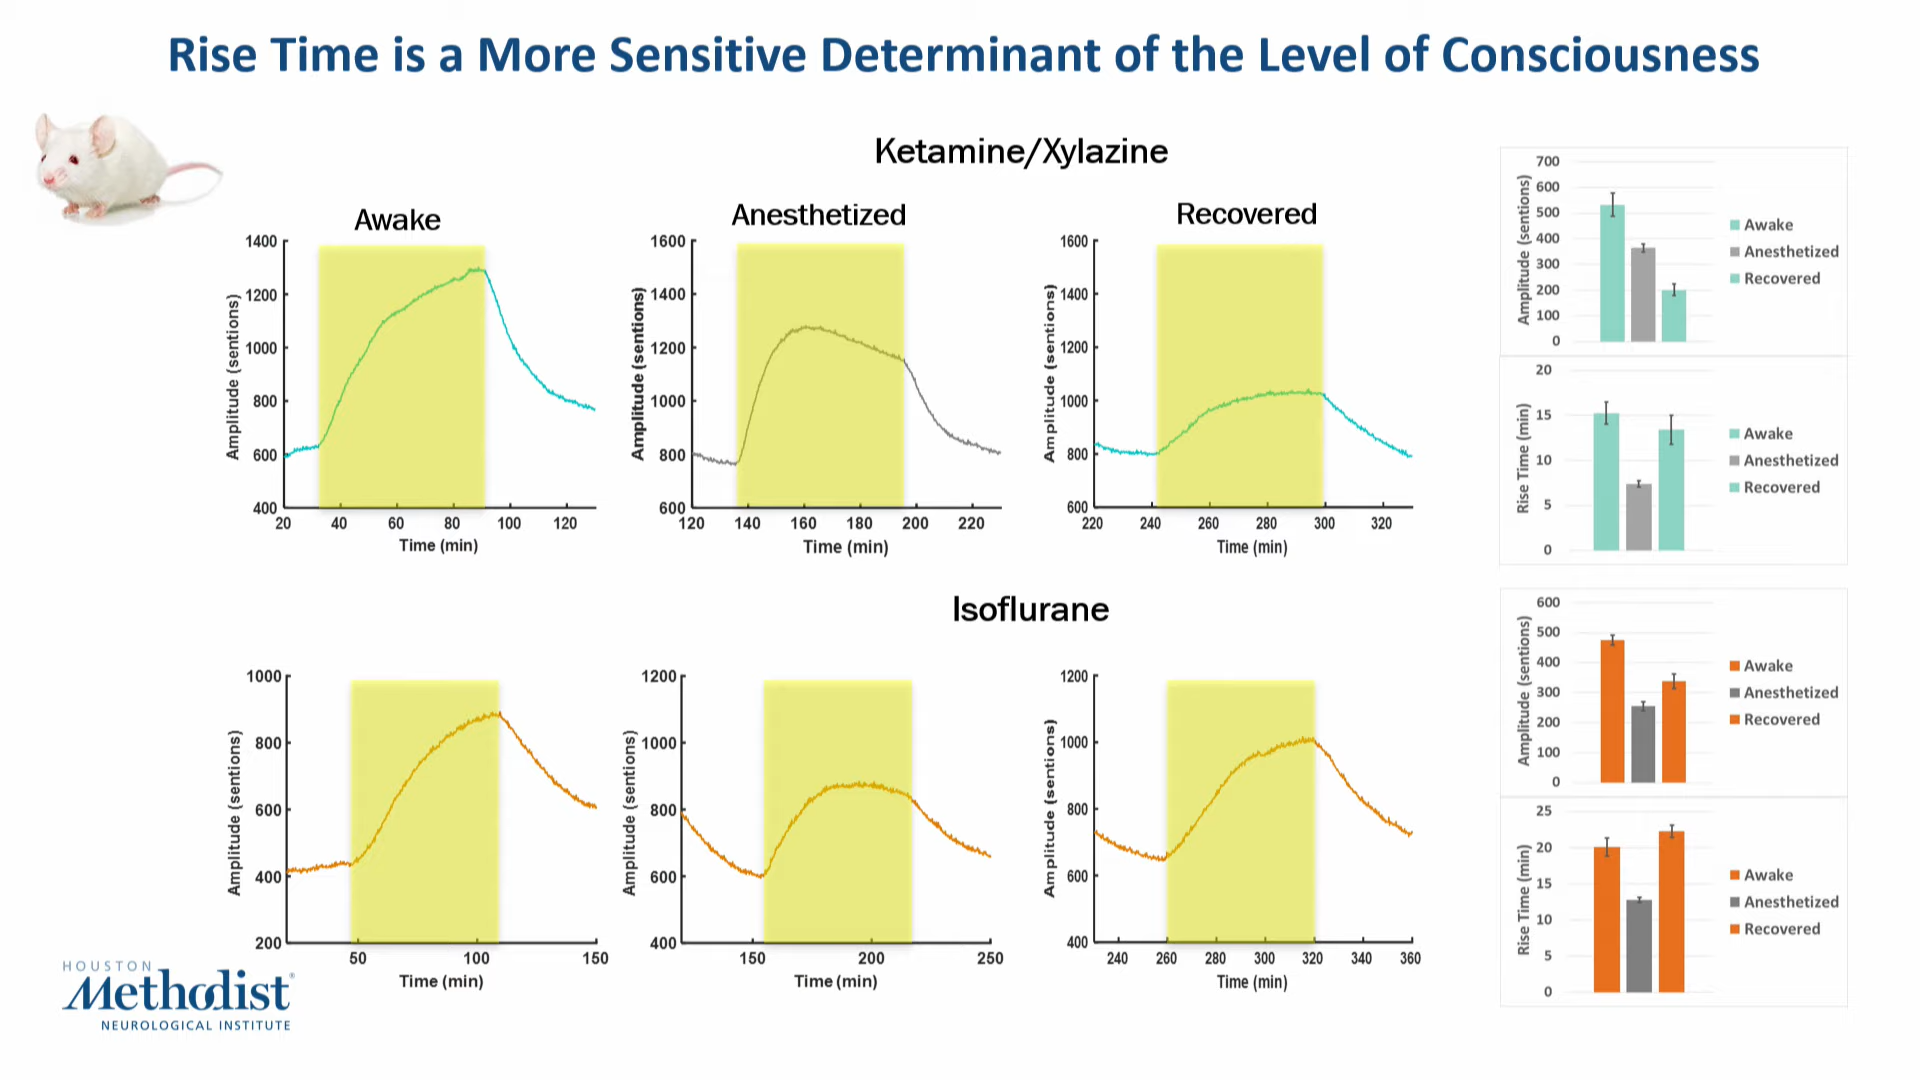 Rise Time is a More Sensitive Determinant of the Level of Consciousness
Ketamine/Xylazine
Awake
Anesthetized
Recovered
1400
1200
1000
800
600
400
Amplitude (sentions)
20 40 60 80 100 120
Time (min)
1600
1400
1200
1000
800
600
Amplitude (sentions)
120 140 160 180 200 220
Time (min)
1600
1400
1200
1000
800
600
Amplitude (sentions)
220 240 260 280 300 320
Time (min)
700
600
500
400
300
200
100
0
Amplitude (sentions)
Awake
Anesthetized
Recovered
20
15
10
5
0
Rise Time (min)
Awake
Anesthetized
Recovered
Isoflurane
1000
800
600
400
200
Amplitude (sentions)
50 100 150
Time (min)
1200
1000
800
600
400
Amplitude (sentions)
150 200 250
Time (min)
1200
1000
800
600
400
Amplitude (sentions)
240 260 280 300 320 340 360
Time (min)
600
500
400
300
200
100
0
Amplitude (sentions)
Awake
Anesthetized
Recovered
25
20
15
10
5
0
Rise Time (min)
Awake
Anesthetized
Recovered
HOUSTON
Methodist
NEUROLOGICAL INSTITUTE